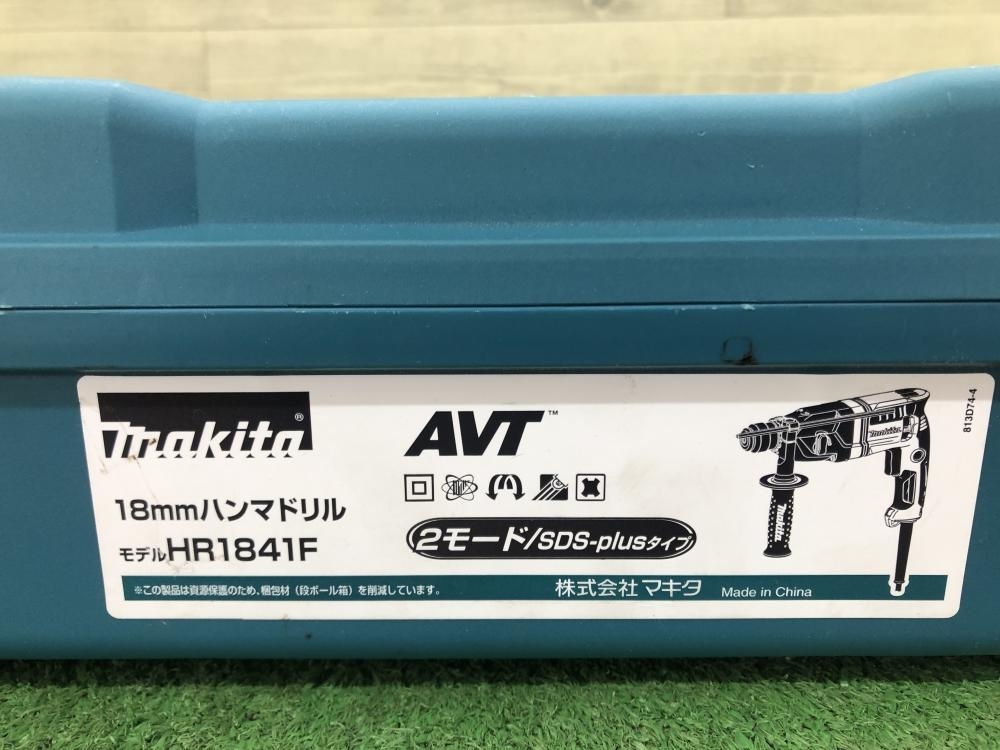 makita®
AVT™
18mmハンマドリル
モデルHR1841F
2モード/SDS-plusタイプ
makita
Makita
813D74-4
※この製品は資源保護のため、梱包材（段ボール箱）を削減しています。
株式会社 マキタ Made in China